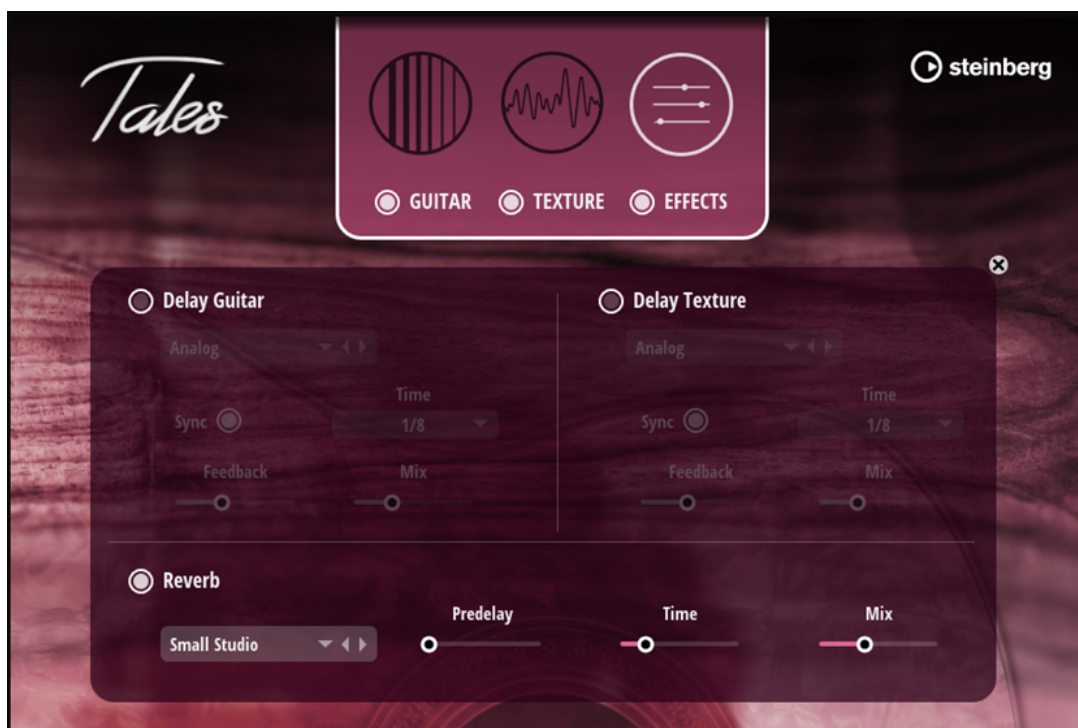 Tales
steinberg
GUITAR TEXTURE EFFECTS
Delay Guitar
Analog
Time
Sync
1/8
Feedback Mix
Delay Texture
Analog
Time
Sync
1/8
Feedback Mix
Reverb
Small Studio
Predelay Time Mix